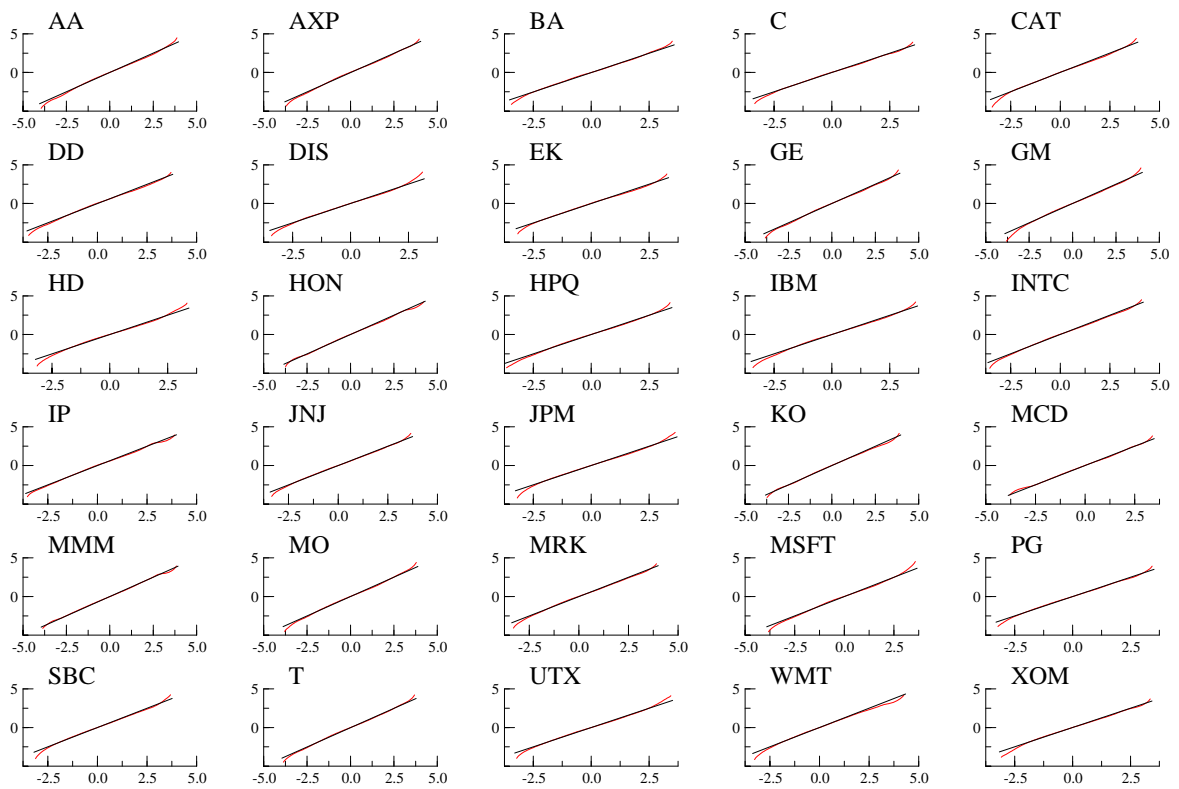 AA AXP BA C CAT
5 5 5 5 5
0 0 0 0 0
-5.0 -2.5 0.0 2.5 5.0 -5.0 -2.5 0.0 2.5 5.0 -2.5 0.0 2.5 -2.5 0.0 2.5 -2.5 0.0 2.5 5.0
DD DIS EK GE GM
5 5 5 5 5
0 0 0 0 0
-2.5 0.0 2.5 5.0 -2.5 0.0 2.5 -2.5 0.0 2.5 -5.0 -2.5 0.0 2.5 5.0 -5.0 -2.5 0.0 2.5 5.0
HD HON HPQ IBM INTC
5 5 5 5 5
0 0 0 0 0
-2.5 0.0 2.5 -5.0 -2.5 0.0 2.5 5.0 -2.5 0.0 2.5 -2.5 0.0 2.5 -2.5 0.0 2.5 5.0
IP JNJ JPM KO MCD
5 5 5 5 5
0 0 0 0 0
-2.5 0.0 2.5 5.0 -2.5 0.0 2.5 5.0 -2.5 0.0 2.5 -5.0 -2.5 0.0 2.5 5.0 -5.0 -2.5 0.0 2.5
MMM MO MRK MSFT PG
5 5 5 5 5
0 0 0 0 0
-5.0 -2.5 0.0 2.5 5.0 -5.0 -2.5 0.0 2.5 5.0 -2.5 0.0 2.5 5.0 -5.0 -2.5 0.0 2.5 5.0 -2.5 0.0 2.5
SBC T UTX WMT XOM
5 5 5 5 5
0 0 0 0 0
-2.5 0.0 2.5 5.0 -5.0 -2.5 0.0 2.5 5.0 -2.5 0.0 2.5 -2.5 0.0 2.5 5.0 -2.5 0.0 2.5